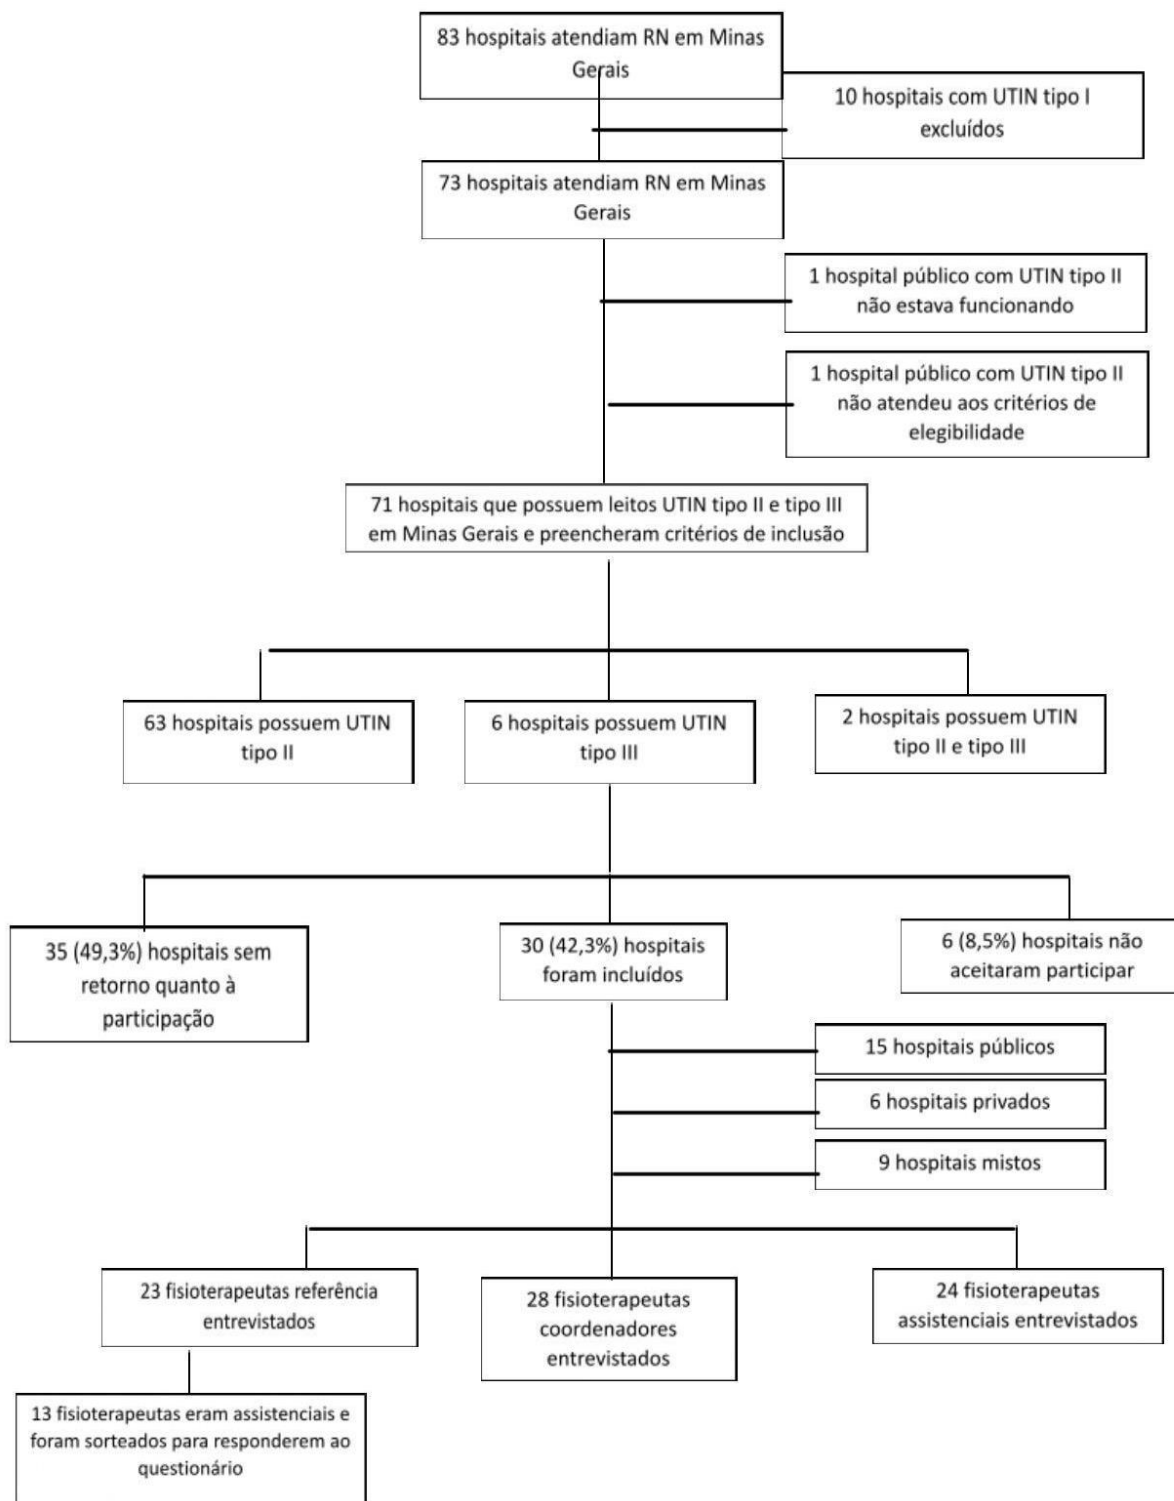 83 hospitais atendiam RN em Minas
Gerais
10 hospitais com UTIN tipo I
excluídos
73 hospitais atendiam RN em Minas
Gerais
1 hospital público com UTIN tipo II
não estava funcionando
1 hospital público com UTIN tipo II
não atendeu aos critérios de
elegibilidade
71 hospitais que possuem leitos UTIN tipo II e tipo III
em Minas Gerais e preencheram critérios de inclusão
63 hospitais possuem UTIN
tipo II
6 hospitais possuem UTIN
tipo III
2 hospitais possuem UTIN
tipo II e tipo III
35 (49,3%) hospitais sem
retorno quanto à
participação
30 (42,3%) hospitais
foram incluídos
6 (8,5%) hospitais não
aceitaram participar
15 hospitais públicos
6 hospitais privados
9 hospitais mistos
23 fisioterapeutas referência
entrevistados
28 fisioterapeutas
coordenadores
entrevistados
24 fisioterapeutas
assistenciais entrevistados
13 fisioterapeutas eram assistenciais e
foram sorteados para responderem ao
questionário